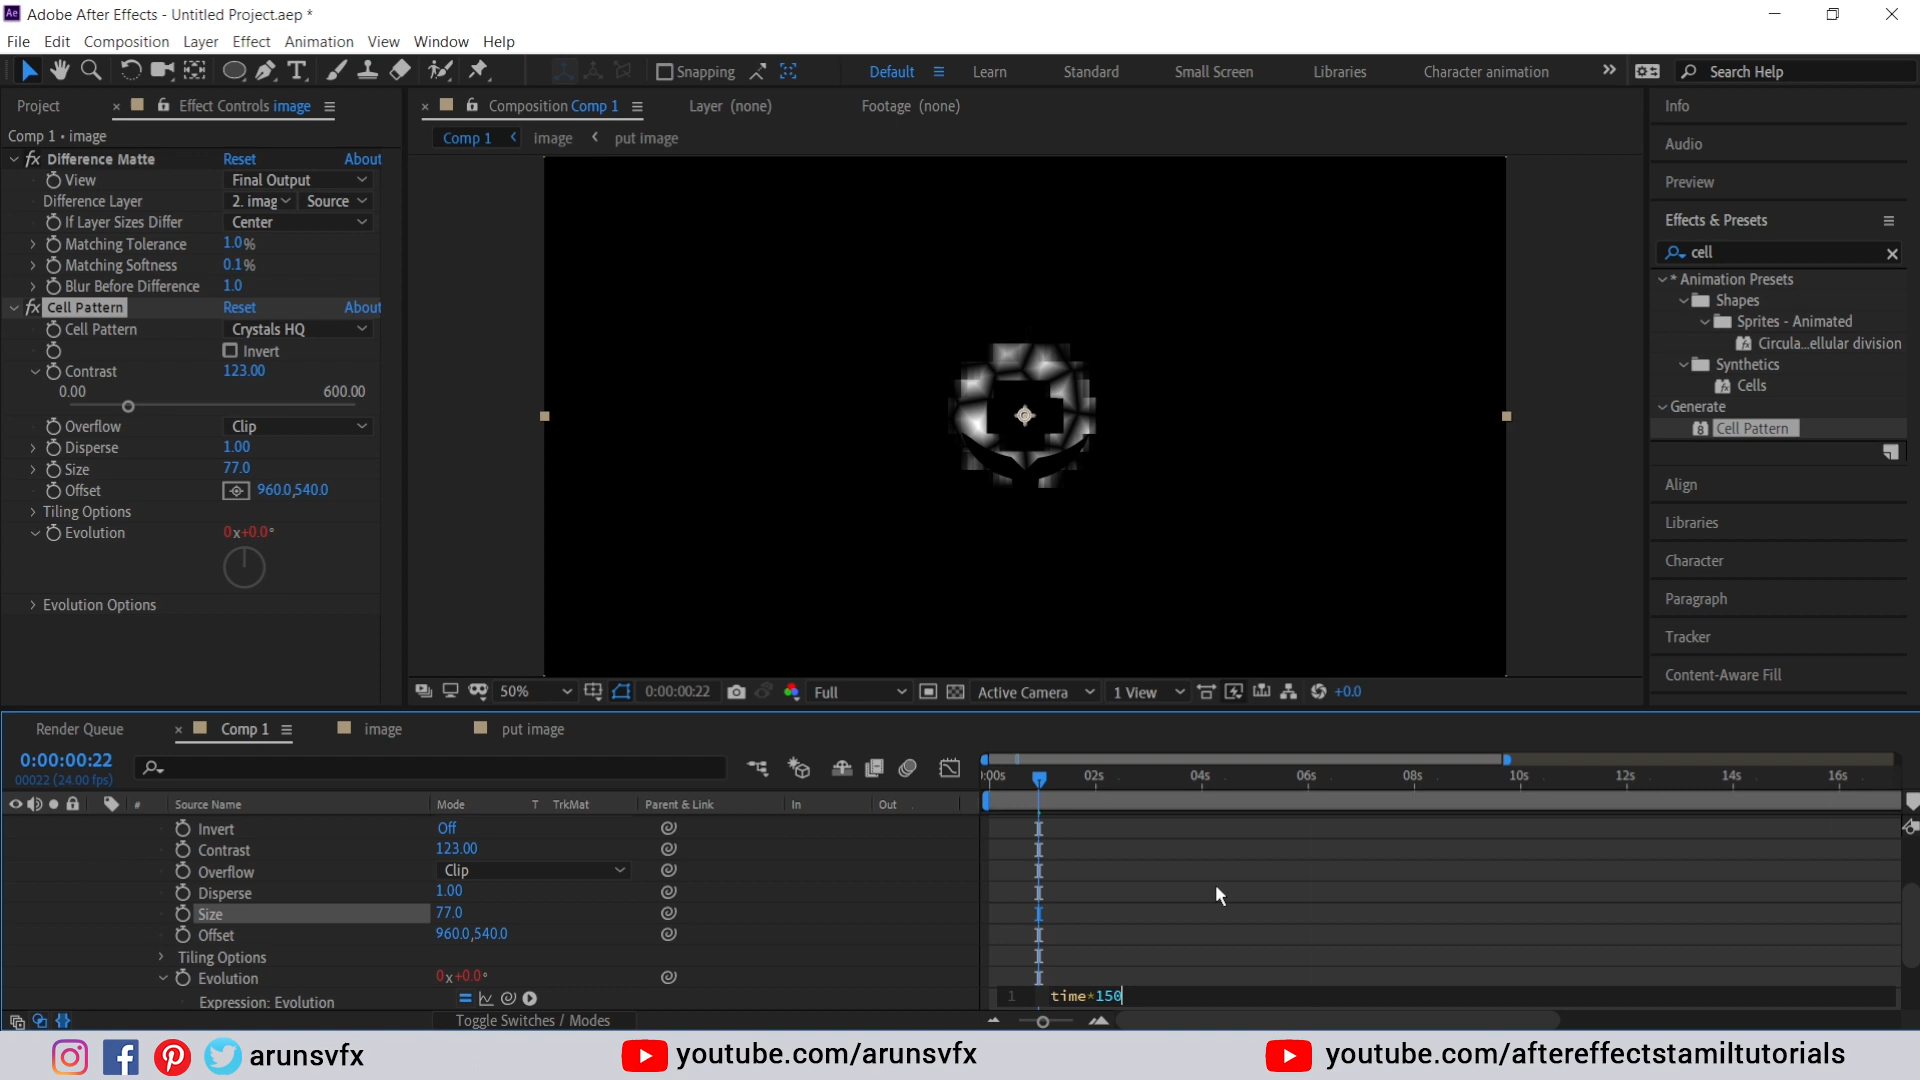 Ae Adobe After Effects - Untitled Project.aep *
File Edit Composition Layer Effect Animation View Window Help
Snapping Default Learn Standard Small Screen Libraries Character animation Search Help
Project Effect Controls image
Comp 1 • image
fx Difference Matte Reset About
View Final Output
Difference Layer 2. imag Source
If Layer Sizes Differ Center
Matching Tolerance 1.0%
Matching Softness 0.1%
Blur Before Difference 1.0
fx Cell Pattern Reset About
Cell Pattern Crystals HQ
Invert
Contrast 123.00
0.00 600.00
Overflow Clip
Disperse 1.00
Size 77.0
Offset 960.0,540.0
Tiling Options
Evolution 0x+0.0°
Evolution Options
Composition Comp 1 Layer (none) Footage (none)
Comp 1 image put image
50% 0:00:00:22 Full Active Camera 1 View +0.0
Info
Audio
Preview
Effects & Presets
cell
* Animation Presets
Shapes
Sprites - Animated
Circula...ellular division
Synthetics
Cells
Generate
8 Cell Pattern
Align
Libraries
Character
Paragraph
Tracker
Content-Aware Fill
Render Queue Comp 1 image put image
0:00:00:22
00022 (24.00 fps)
):00s 02s 04s 06s 08s 10s 12s 14s 16s
# Source Name Mode T TrkMat Parent & Link In Out
Invert Off
Contrast 123.00
Overflow Clip
Disperse 1.00
Size 77.0
Offset 960.0,540.0
Tiling Options
Evolution 0x+0.0°
Expression: Evolution 1 time*150
Toggle Switches / Modes
arunsvfx youtube.com/arunsvfx youtube.com/aftereffectstamiltutorials